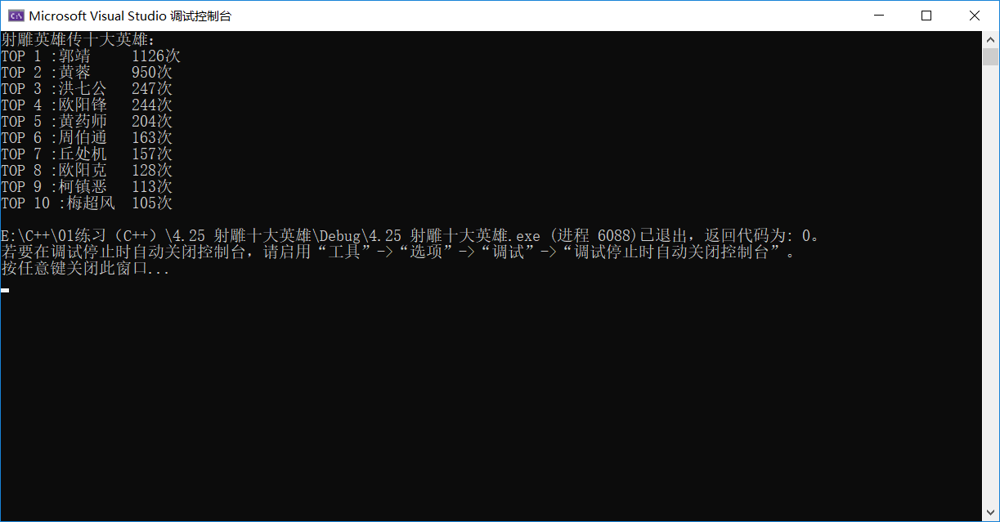 Microsoft Visual Studio 调试控制台
射雕英雄传十大英雄：
TOP 1 :郭靖     1126次
TOP 2 :黄蓉     950次
TOP 3 :洪七公   247次
TOP 4 :欧阳锋   244次
TOP 5 :黄药师   204次
TOP 6 :周伯通   163次
TOP 7 :丘处机   157次
TOP 8 :欧阳克   128次
TOP 9 :柯镇恶   113次
TOP 10 :梅超风  105次
E:\C++\01练习（C++）\4.25 射雕十大英雄\Debug\4.25 射雕十大英雄.exe (进程 6088)已退出，返回代码为: 0。
若要在调试停止时自动关闭控制台，请启用“工具”->“选项”->“调试”->“调试停止时自动关闭控制台”。
按任意键关闭此窗口...